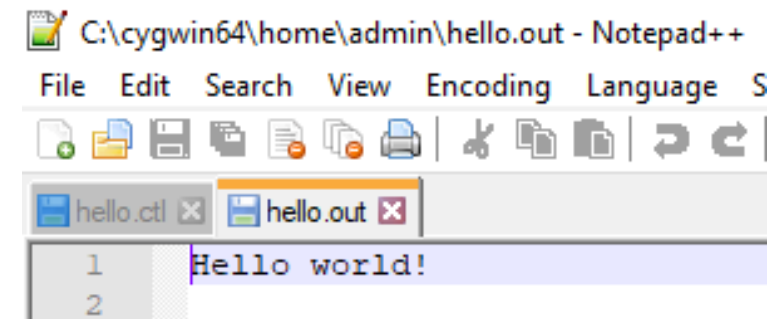 C:\cygwin64\home\admin\hello.out - Notepad++
File Edit Search View Encoding Language S
hello.ctl hello.out
1 Hello world!
2